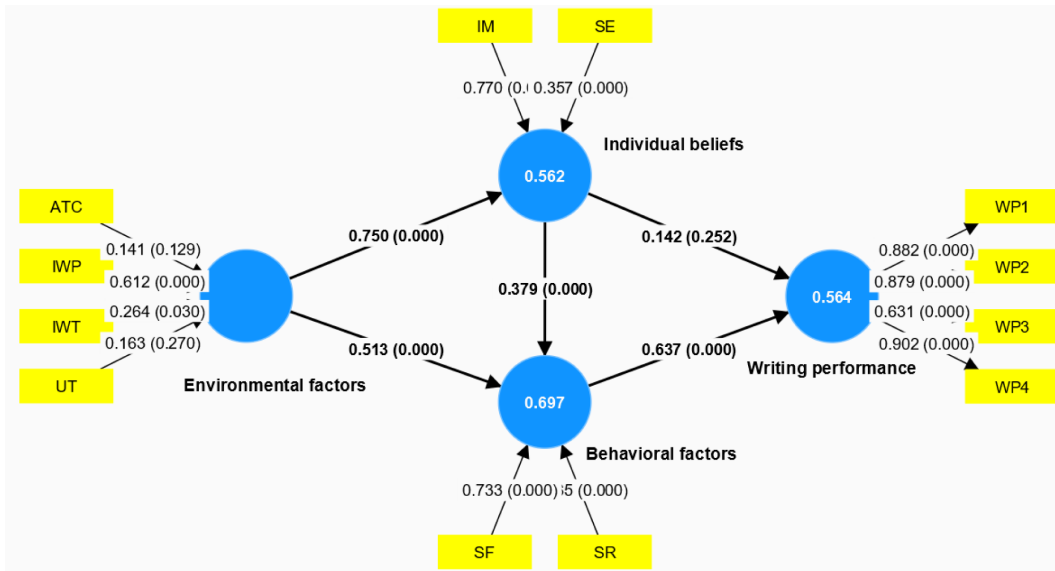 IM
SE
0.770 (0.
0.357 (0.000)
Individual beliefs
0.562
ATC
0.141 (0.129)
IWP
0.612 (0.000)
IWT
0.264 (0.030)
0.163 (0.270)
UT
Environmental factors
0.750 (0.000)
0.142 (0.252)
0.379 (0.000)
0.513 (0.000)
0.637 (0.000)
WP1
0.882 (0.000)
WP2
0.879 (0.000)
0.564
0.631 (0.000)
WP3
0.902 (0.000)
WP4
Writing performance
0.697
Behavioral factors
0.733 (0.000)
5 (0.000)
SF
SR